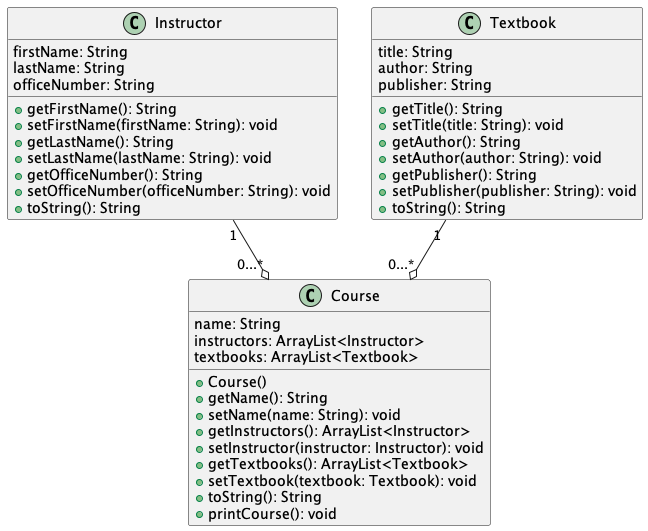 C Instructor
firstName: String
lastName: String
officeNumber: String
getFirstName(): String
setFirstName(firstName: String): void
getLastName(): String
setLastName(lastName: String): void
getOfficeNumber(): String
setOfficeNumber(officeNumber: String): void
toString(): String
C Textbook
title: String
author: String
publisher: String
getTitle(): String
setTitle(title: String): void
getAuthor(): String
setAuthor(author: String): void
getPublisher(): String
setPublisher(publisher: String): void
toString(): String
1
1
0...*
0...*
C Course
name: String
instructors: ArrayList<Instructor>
textbooks: ArrayList<Textbook>
Course()
getName(): String
setName(name: String): void
getInstructors(): ArrayList<Instructor>
setInstructor(instructor: Instructor): void
getTextbooks(): ArrayList<Textbook>
setTextbook(textbook: Textbook): void
toString(): String
printCourse(): void